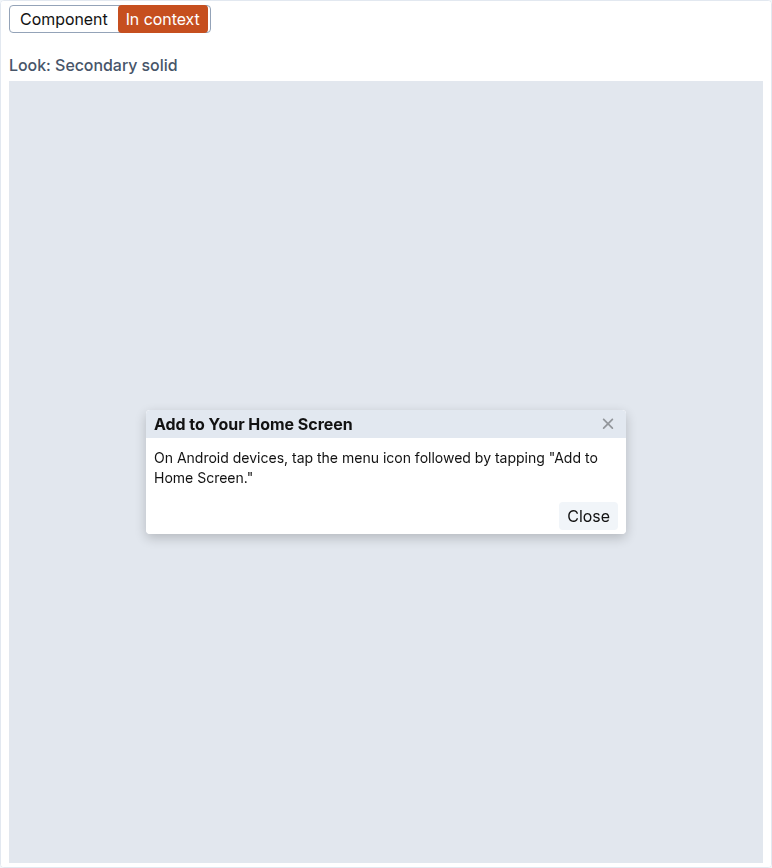 Component In context
Look: Secondary solid
Add to Your Home Screen
On Android devices, tap the menu icon followed by tapping "Add to
Home Screen."
Close